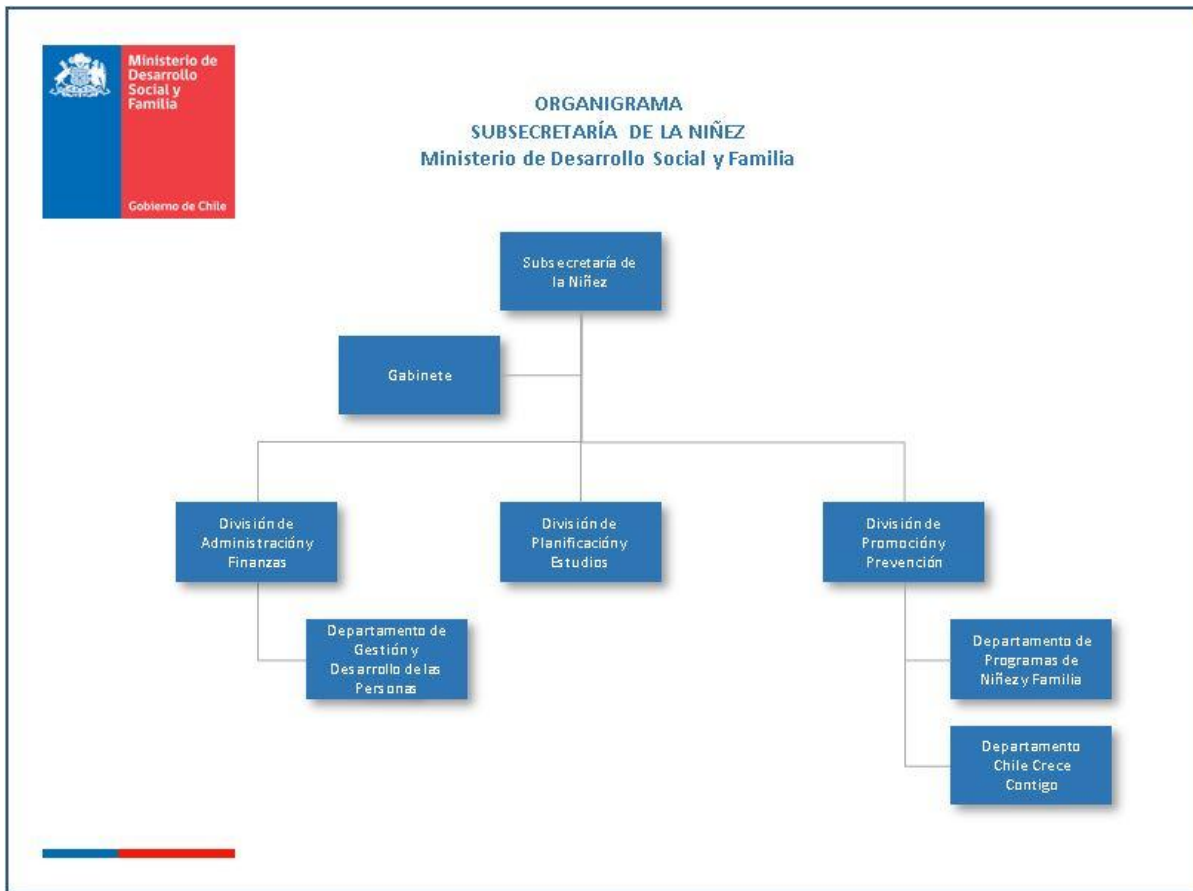 Ministerio de
Desarrollo
Social y
Familia
Gobierno de Chile
ORGANIGRAMA
SUBSECRETARÍA DE LA NIÑEZ
Ministerio de Desarrollo Social y Familia
Subsecretaría de
la Niñez
Gabinete
División de
Administración y
Finanzas
División de
Planificación y
Estudios
División de
Promoción y
Prevención
Departamento de
Gestión y
Desarrollo de las
Personas
Departamento de
Programas de
Niñez y Familia
Departamento
Chile Crece
Contigo